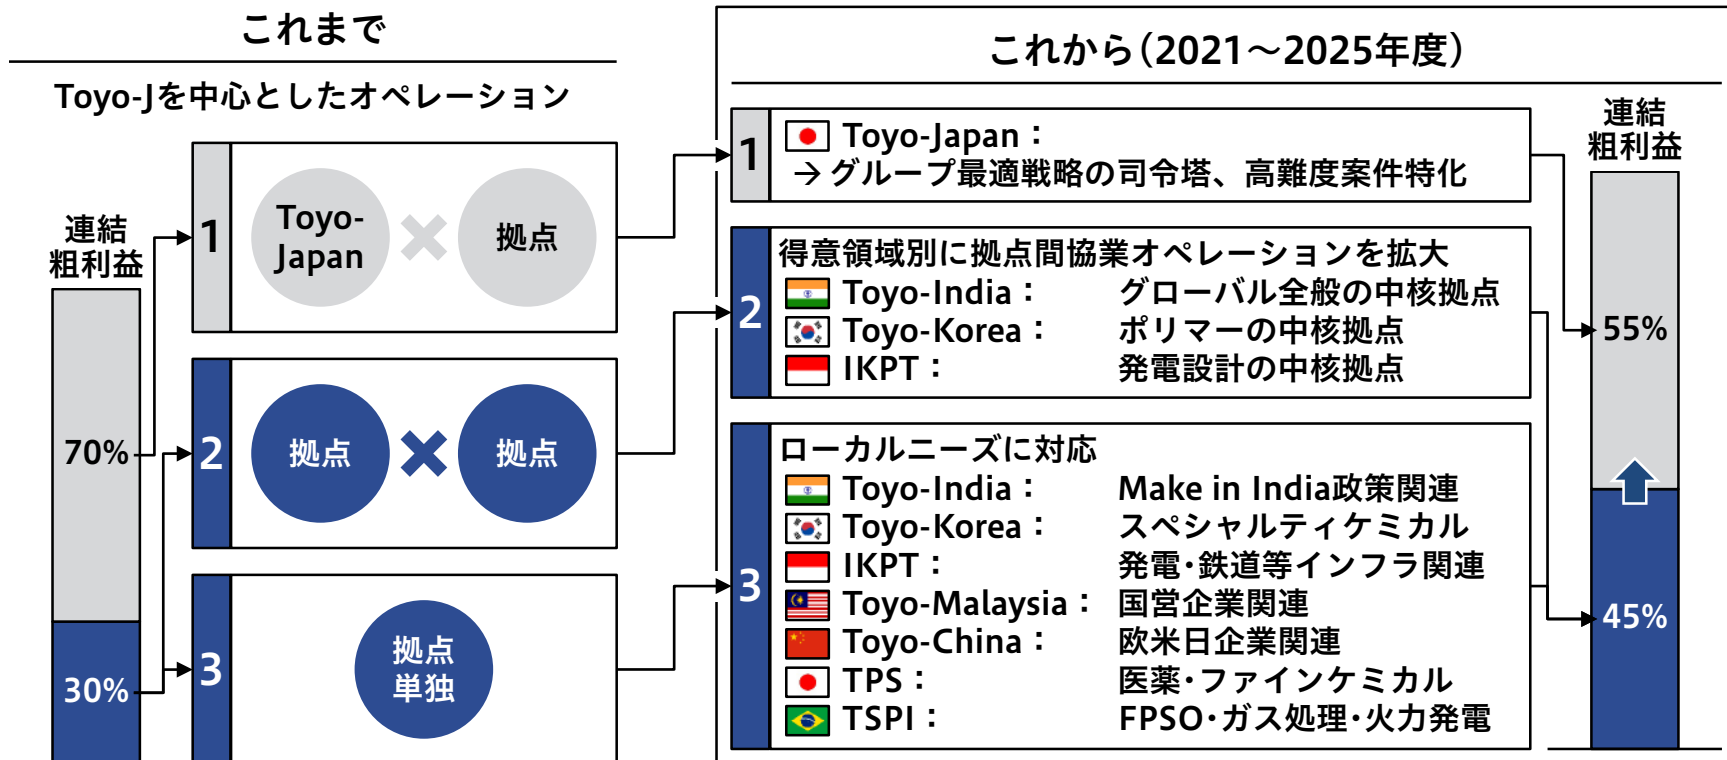 これまで
Toyo-Jを中心としたオペレーション
連結
粗利益
70%
30%
1
Toyo-
Japan
拠点
2
拠点
拠点
3
拠点
単独
これから（2021～2025年度）
1
Toyo-Japan：
→グループ最適戦略の司令塔、高難度案件特化
2
得意領域別に拠点間協業オペレーションを拡大
Toyo-India： グローバル全般の中核拠点
Toyo-Korea： ポリマーの中核拠点
IKPT： 発電設計の中核拠点
3
ローカルニーズに対応
Toyo-India： Make in India政策関連
Toyo-Korea： スペシャルティケミカル
IKPT： 発電・鉄道等インフラ関連
Toyo-Malaysia： 国営企業関連
Toyo-China： 欧米日企業関連
TPS： 医薬・ファインケミカル
TSPI： FPSO・ガス処理・火力発電
連結
粗利益
55%
45%